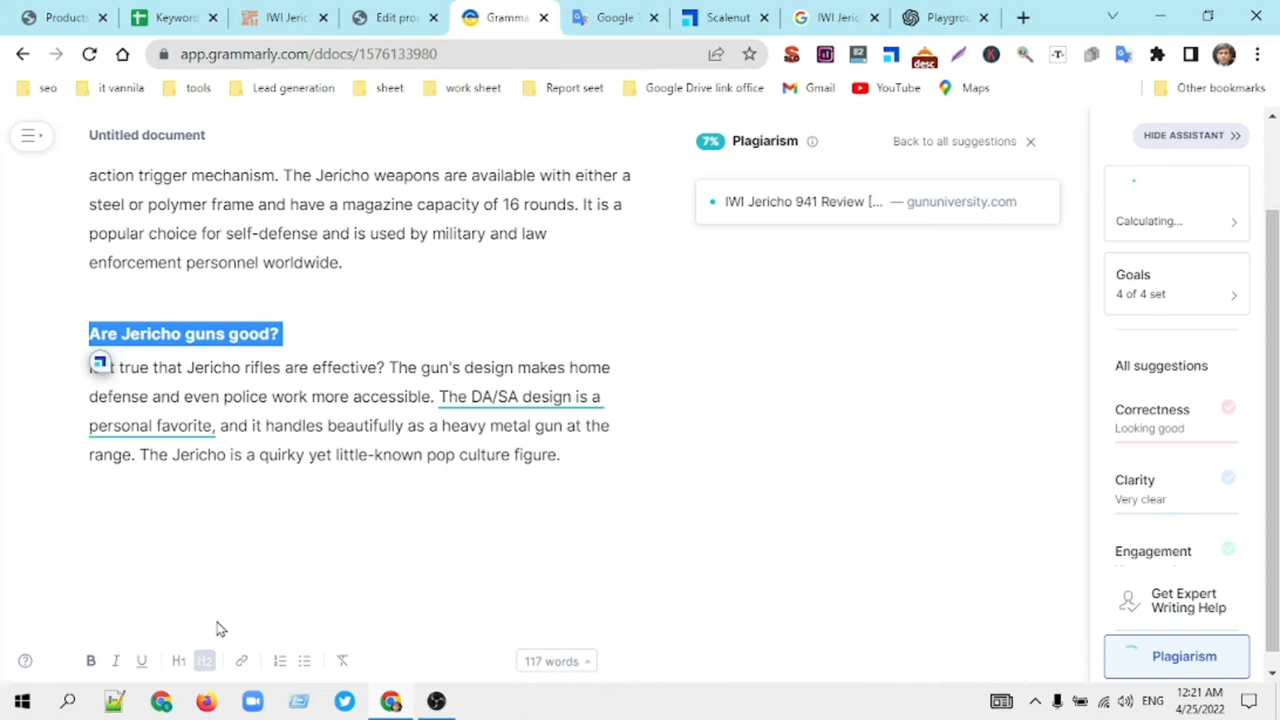 Products
Keyword
IWI Jeric
Edit pro
Gramma
Google T
Scalenut
IWI Jeric
Playgrou
app.grammarly.com/ddocs/1576133980
seo
it vannila
tools
Lead generation
sheet
work sheet
Report seet
Google Drive link office
Gmail
YouTube
Maps
Other bookmarks
Untitled document
action trigger mechanism. The Jericho weapons are available with either a
steel or polymer frame and have a magazine capacity of 16 rounds. It is a
popular choice for self-defense and is used by military and law
enforcement personnel worldwide.
Are Jericho guns good?
true that Jericho rifles are effective? The gun's design makes home
defense and even police work more accessible. The DA/SA design is a
personal favorite, and it handles beautifully as a heavy metal gun at the
range. The Jericho is a quirky yet little-known pop culture figure.
7% Plagiarism
Back to all suggestions
IWI Jericho 941 Review [... — gununiversity.com
HIDE ASSISTANT
Calculating...
Goals
4 of 4 set
All suggestions
Correctness
Looking good
Clarity
Very clear
Engagement
Get Expert
Writing Help
Plagiarism
B I U H1 H2
117 words
ENG
12:21 AM
4/25/2022